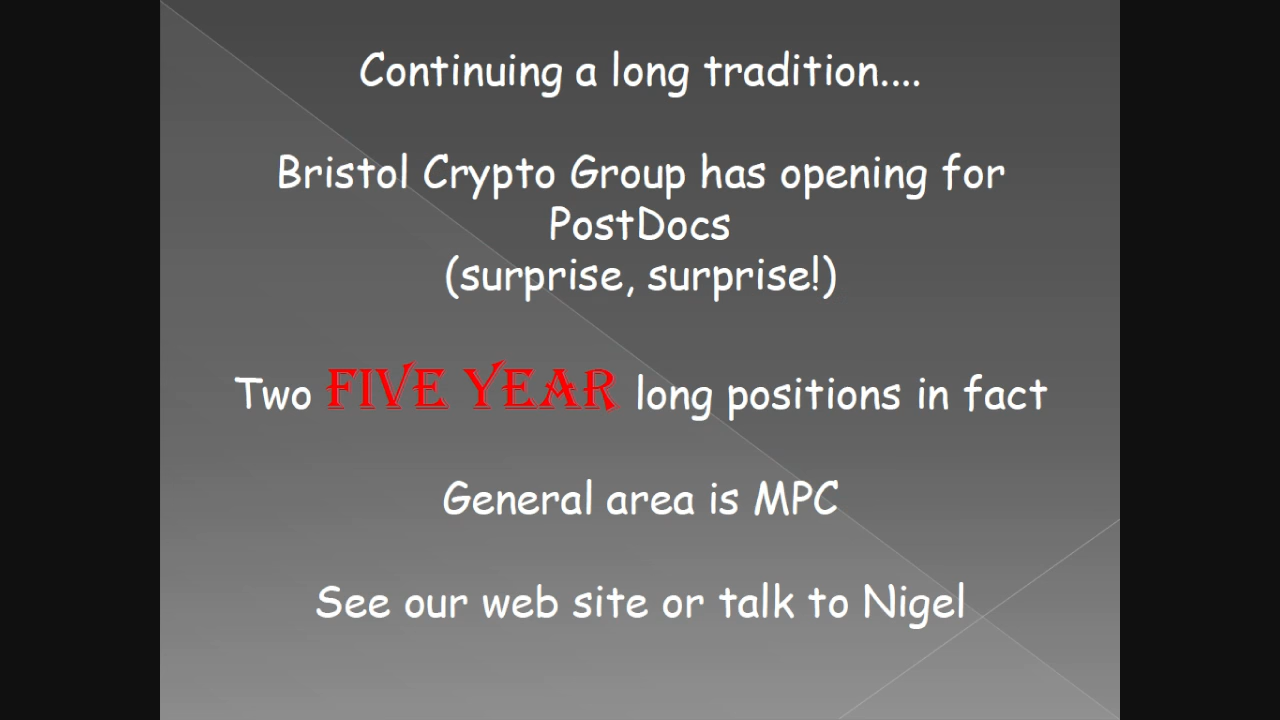 Continuing a long tradition....
Bristol Crypto Group has opening for
PostDocs
(surprise, surprise!)
Two FIVE YEAR long positions in fact
General area is MPC
See our web site or talk to Nigel